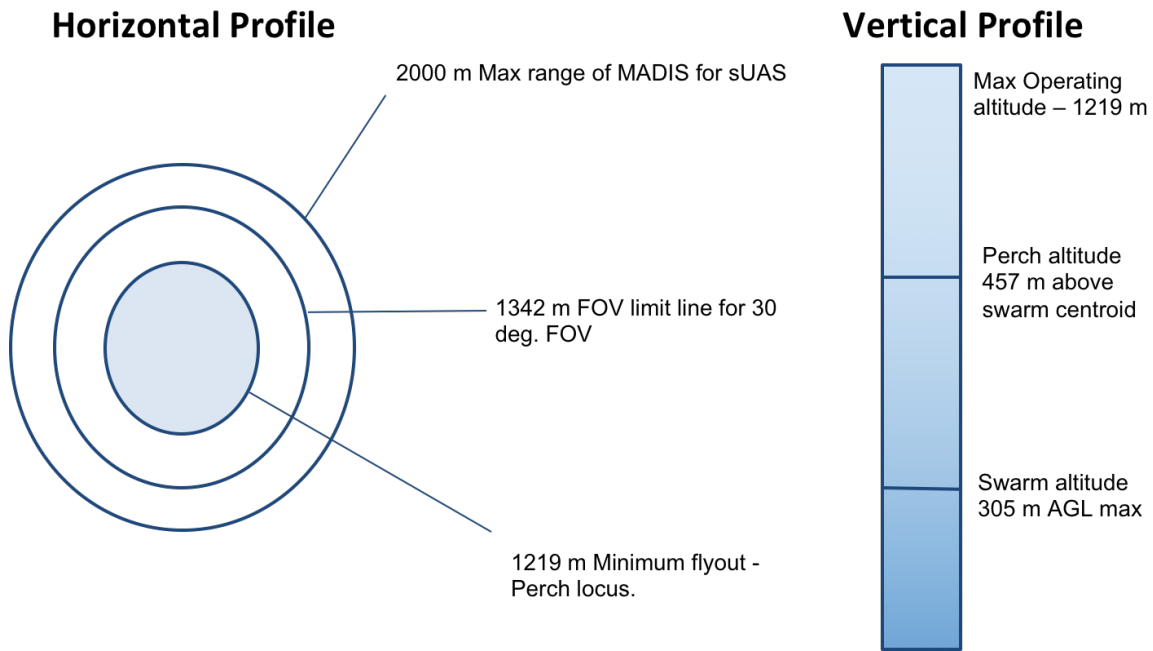 Horizontal Profile
2000 m Max range of MADIS for sUAS
1342 m FOV limit line for 30
deg. FOV
1219 m Minimum flyout -
Perch locus.
Vertical Profile
Max Operating
altitude – 1219 m
Perch altitude
457 m above
swarm centroid
Swarm altitude
305 m AGL max